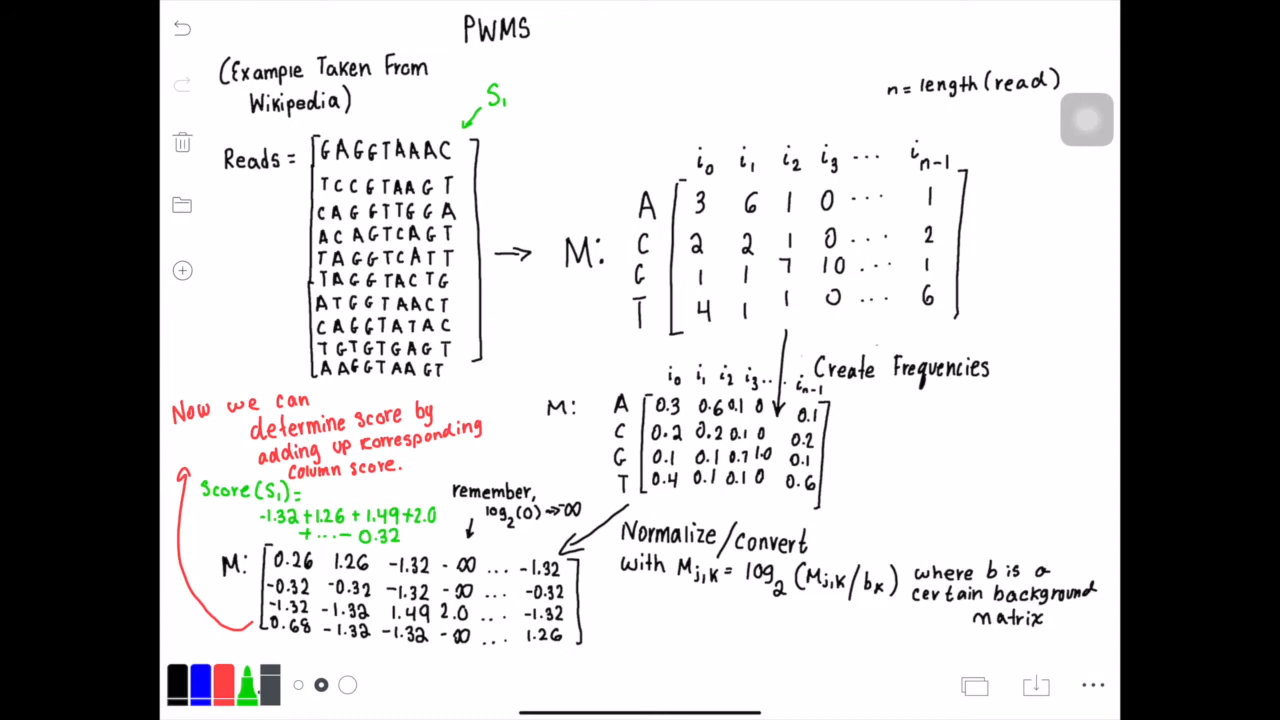 PWMS
(Example Taken From
Wikipedia)
S₁
n = length(read)
Reads =
GAGGTAAAC
TCCGTAAGT
CAGGTTGGA
ACAGTCAGT
TAGGTCATT
TAGGTACTG
ATGGTAACT
CAGGTATAC
TGTGTGAGT
AAGGTAAGT
→ M:
i₀ i₁ i₂ i₃ ... iₙ₋₁
A 3 6 1 0 ... 1
C 2 2 1 0 ... 2
G 1 1 7 10 ... 1
T 4 1 1 0 ... 6
Create Frequencies
i₀ i₁ i₂ i₃... iₙ₋₁
M: A 0.3 0.6 0.1 0 0.1
C 0.2 0.2 0.1 0 0.2
G 0.1 0.1 0.7 1.0 0.1
T 0.4 0.1 0.1 0 0.6
Normalize/Convert
with Mⱼ,ₖ = log₂ (Mⱼ,ₖ/bₖ) where b is a
certain background
matrix
remember,
log₂(0) → -∞
M: 0.26 1.26 -1.32 -∞ ... -1.32
-0.32 -0.32 -1.32 -∞ ... -0.32
-1.32 -1.32 1.49 2.0 ... -1.32
0.68 -1.32 -1.32 -∞ ... 1.26
Now we can
determine score by
adding up korresponding
column score.
Score(S₁)=
-1.32+1.26+1.49+2.0
+...-0.32